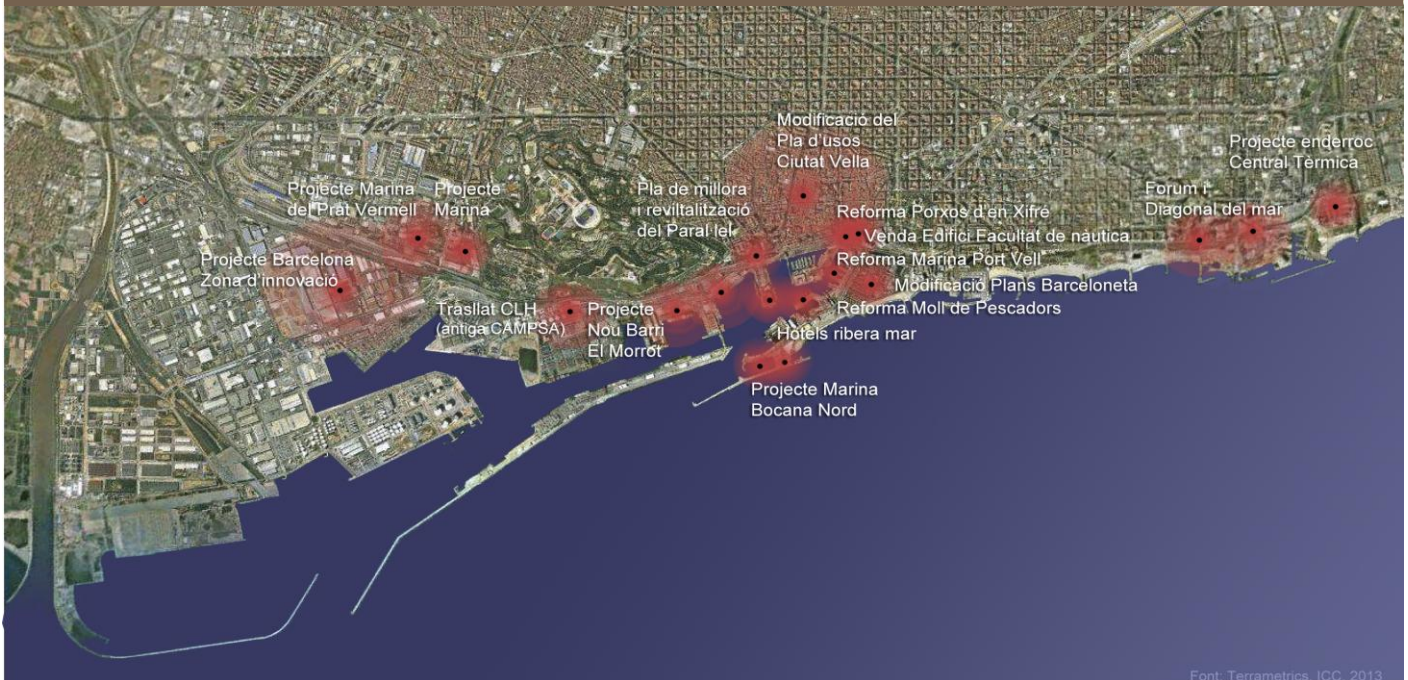 Modificació del
Pla d'usos
Ciutat Vella
Projecte enderroc
Central Tèrmica
Projecte Marina
del Prat Vermell
Projecte
Marina
Pla de millora
i reviltalització
del Paral·lel
Forum i
Diagonal del mar
Reforma Porxos d'en Xifré
Venda Edifici Facultat de nàutica
Projecte Barcelona
Zona d'innovació
Reforma Marina Port Vell
Modificació Plans Barceloneta
Trasllat CLH
(antiga CAMPSA)
Projecte
Nou Barri
El Morrot
Reforma Moll de Pescadors
Hotels ribera mar
Projecte Marina
Bocana Nord
Font: Terrametrics, ICC, 2013